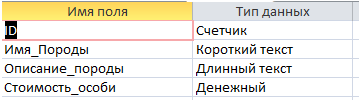 Имя поля Тип данных
ID Счетчик
Имя_Породы Короткий текст
Описание_породы Длинный текст
Стоимость_особи Денежный